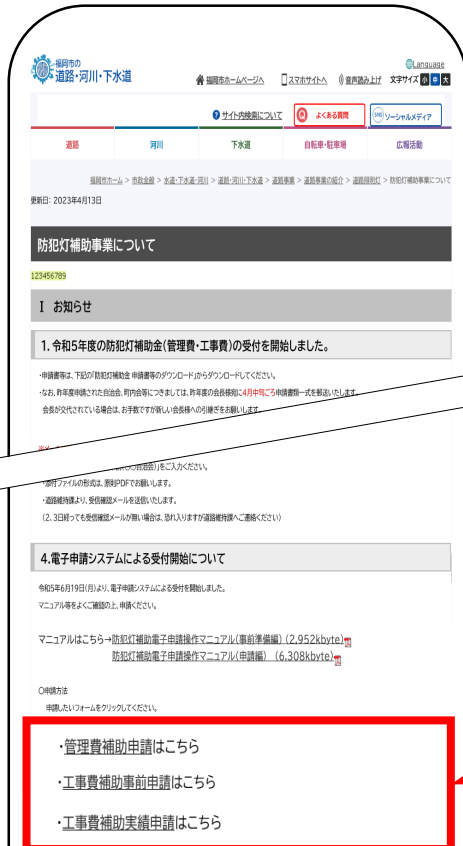 福岡市の
道路・河川・下水道
Language
福岡市ホームページへ スマホサイトへ 音声読み上げ 文字サイズ 小 中 大
? サイト内検索について Q よくある質問 SNS ソーシャルメディア
道路 河川 下水道 自転車・駐車場 広報活動
福岡市ホーム > 市政全般 > 水道・下水道・河川 > 道路・河川・下水道 > 道路事業 > 道路事業の紹介 > 道路照明灯 > 防犯灯補助事業について
更新日: 2023年4月13日
防犯灯補助事業について
123456789
Ⅰ お知らせ
1. 令和5年度の防犯灯補助金(管理費・工事費)の受付を開始しました。
・申請書等は、下記の「防犯灯補助金 申請書等のダウンロード」からダウンロードしてください。
・なお、昨年度申請された自治会、町内会等につきましては、昨年度の会長様宛に4月中旬ごろ申請書類一式を郵送いたします。
会長が交代されている場合は、お手数ですが新しい会長様への引継ぎをお願いします。
〇自治会)」をご入力ください。
・添付ファイルの形式は、原則PDFでお願いします。
・道路維持課より、受信確認メールを送信いたします。
(2、3日経っても受信確認メールが無い場合は、恐れ入りますが道路維持課へご連絡ください)
4.電子申請システムによる受付開始について
令和5年6月19日(月)より、電子申請システムによる受付を開始しました。
マニュアル等をよくご確認の上、申請ください。
マニュアルはこちら→防犯灯補助電子申請操作マニュアル(事前準備編) (2,952kbyte)
防犯灯補助電子申請操作マニュアル(申請編) (6,308kbyte)
〇申請方法
申請したいフォームをクリックしてください。
・管理費補助申請はこちら
・工事費補助事前申請はこちら
・工事費補助実績申請はこちら